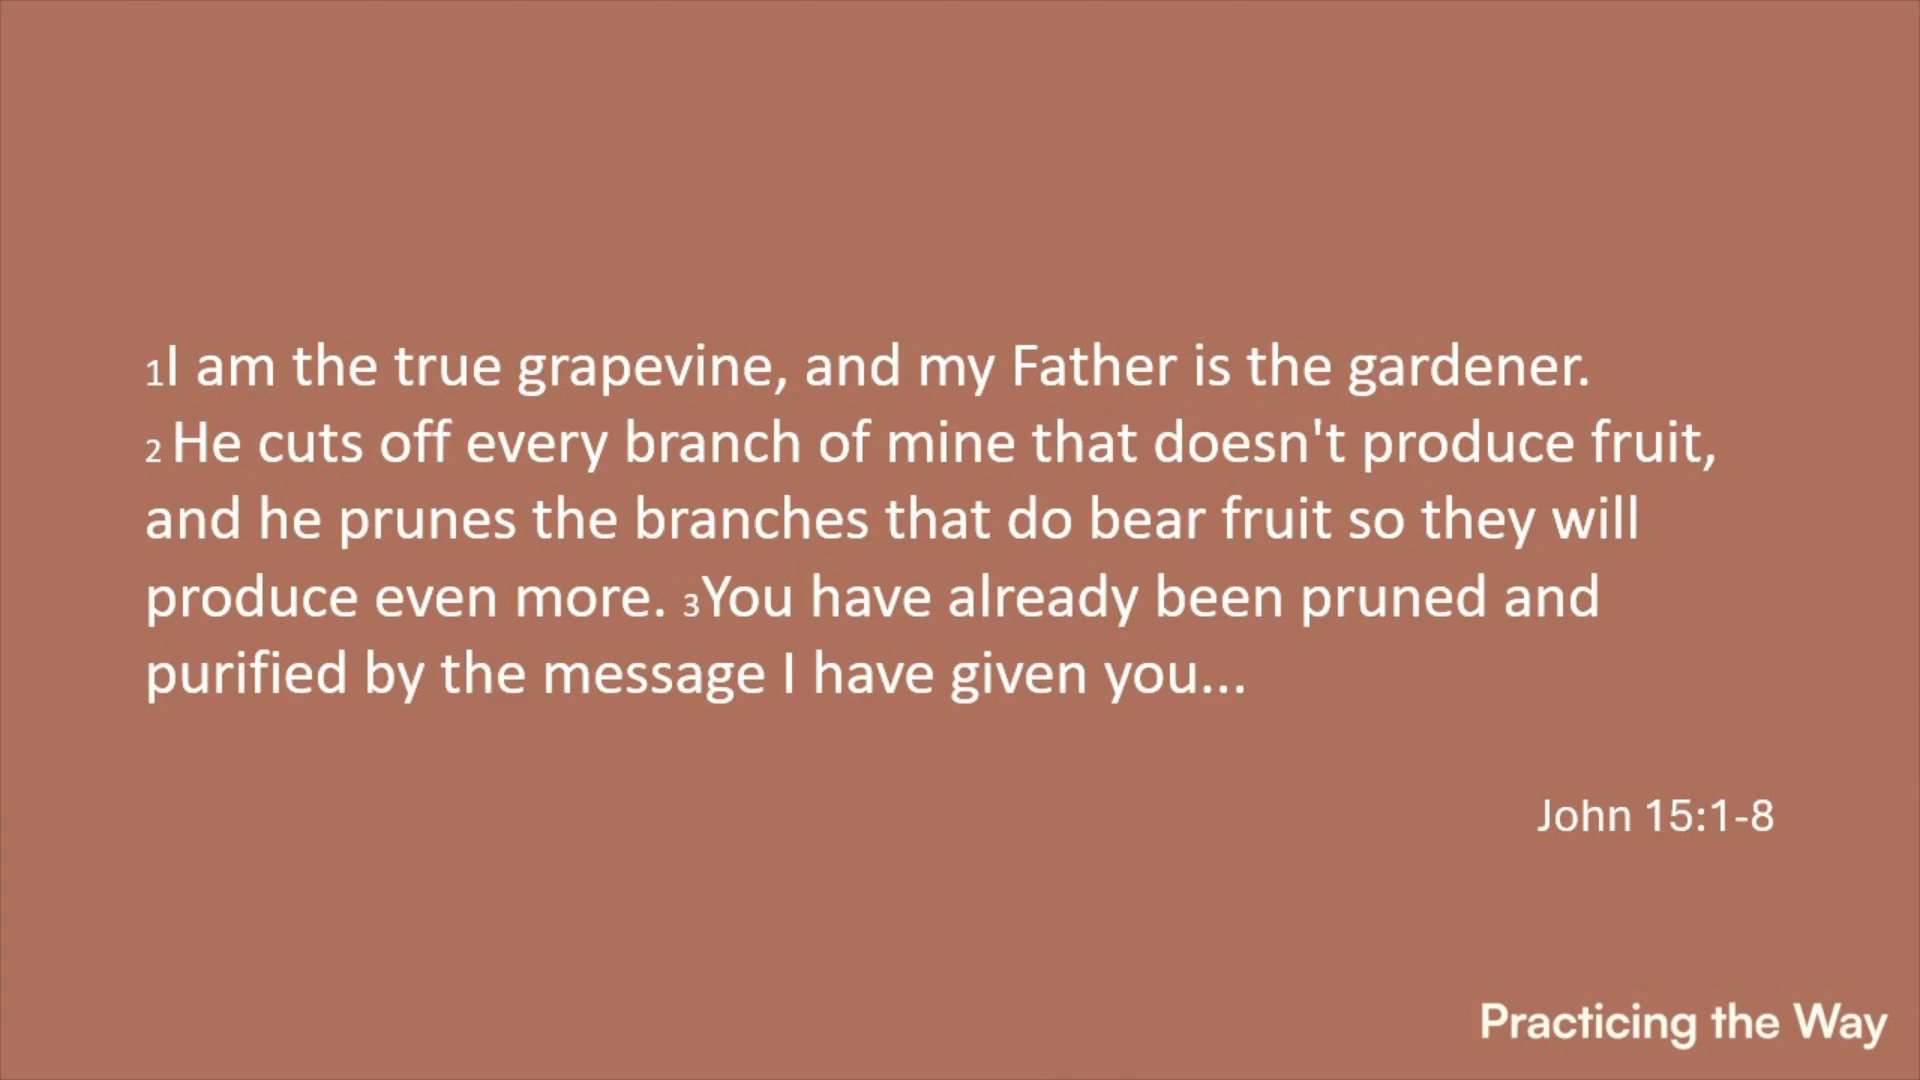 1I am the true grapevine, and my Father is the gardener.
2 He cuts off every branch of mine that doesn't produce fruit,
and he prunes the branches that do bear fruit so they will
produce even more. 3You have already been pruned and
purified by the message I have given you...
John 15:1-8
Practicing the Way